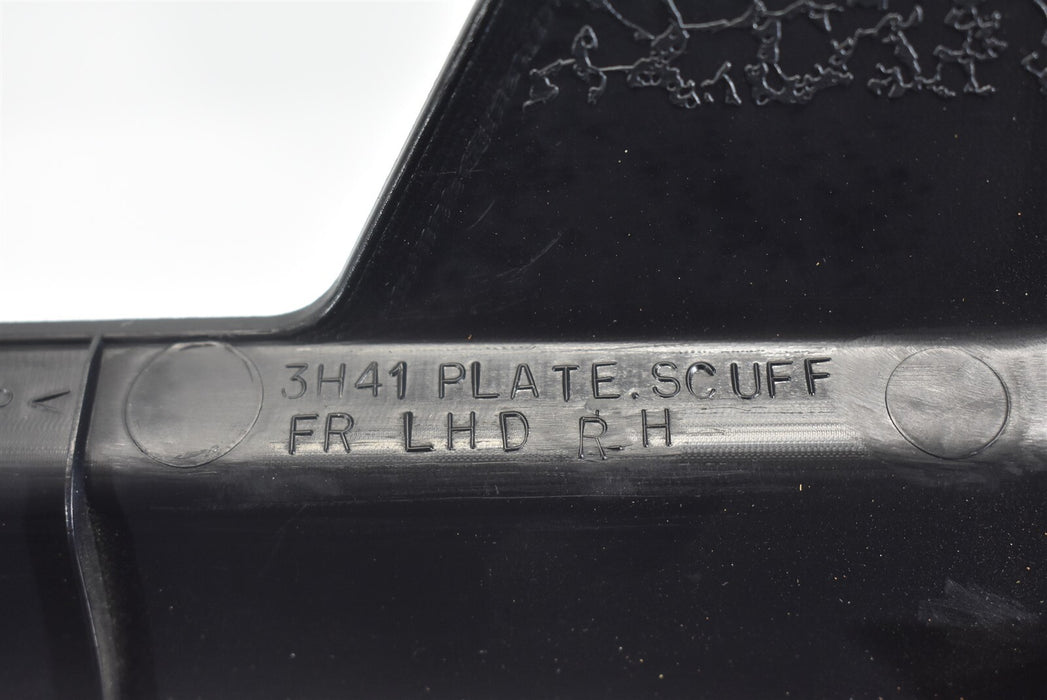 3H41 PLATE.SCUFF
FR LHD R H
<